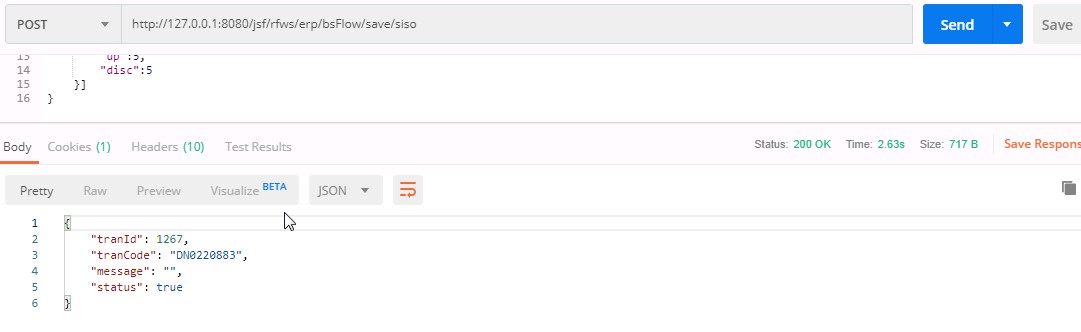 POST http://127.0.0.1:8080/jsf/rfws/erp/bsFlow/save/siso Send Save
13 "up":5,
14 "disc":5
15 }]
16 }
Body Cookies (1) Headers (10) Test Results Status: 200 OK Time: 2.63s Size: 717 B Save Respons
Pretty Raw Preview Visualize BETA JSON
1 {
2 "tranId": 1267,
3 "tranCode": "DN0220883",
4 "message": "",
5 "status": true
6 }